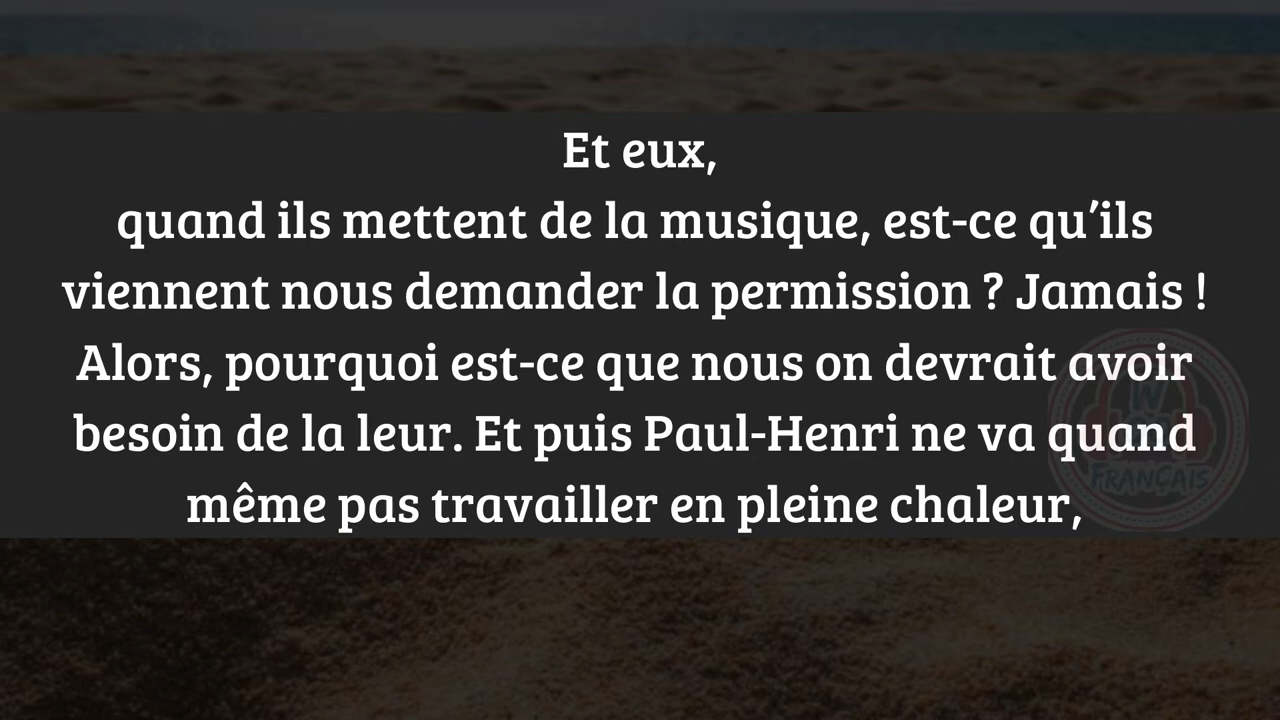 Et eux,
quand ils mettent de la musique, est-ce qu'ils
viennent nous demander la permission ? Jamais !
Alors, pourquoi est-ce que nous on devrait avoir
besoin de la leur. Et puis Paul-Henri ne va quand
même pas travailler en pleine chaleur,
FRANÇAIS